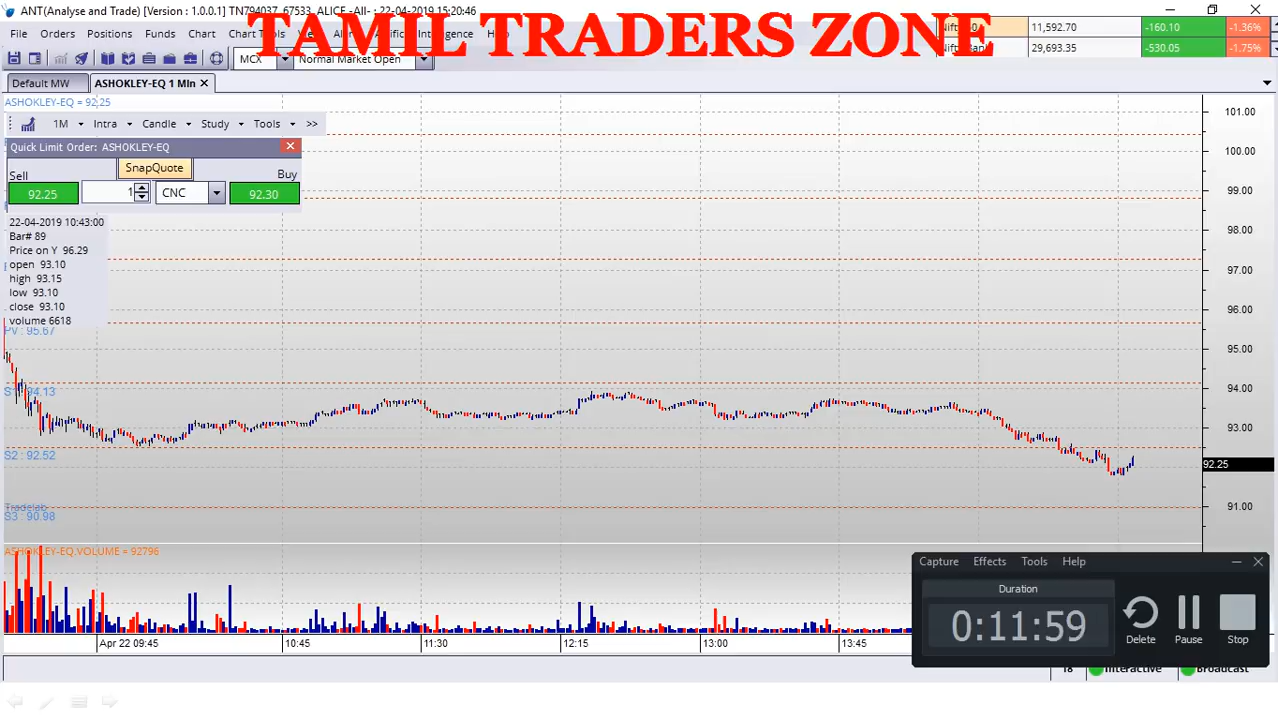 ANT(Analyse and Trade) [Version : 1.0.0.1] TN794037_67533_ALICE -All- : 22-04-2019 15:20:46
TAMIL TRADERS ZONE
File Orders Positions Funds Chart Chart Tools
11,592.70 -160.10 -1.36%
29,693.35 -530.05 -1.75%
MCX Normal Market Open
Default MW ASHOKLEY-EQ 1 MIn
ASHOKLEY-EQ = 92.25
1M Intra Candle Study Tools >>
Quick Limit Order: ASHOKLEY-EQ
Sell SnapQuote Buy
92.25 1 CNC 92.30
22-04-2019 10:43:00
Bar# 89
Price on Y 96.29
open 93.10
high 93.15
low 93.10
close 93.10
volume 6618
PV : 95.67
S1 : 94.13
S2 : 92.52
Tradelab
S3 : 90.98
101.00
100.00
99.00
98.00
97.00
96.00
95.00
94.00
93.00
92.25
91.00
ASHOKLEY-EQ.VOLUME = 92796
Apr 22 09:45 10:45 11:30 12:15 13:00 13:45
Capture Effects Tools Help
Duration
0:11:59
Delete Pause Stop
Interactive Broadcast